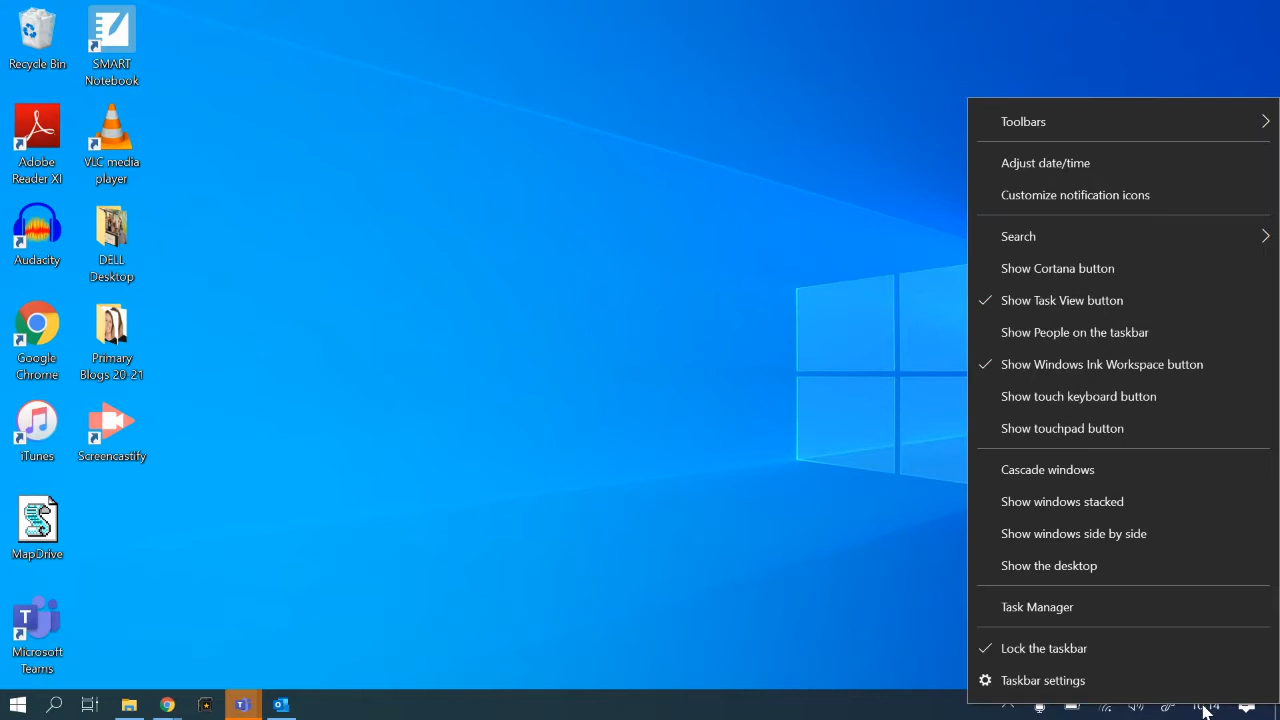 Recycle Bin
SMART
Notebook
Adobe
Reader XI
VLC media
player
Audacity
DELL
Desktop
Google
Chrome
Primary
Blogs 20-21
iTunes
Screencastify
MapDrive
Microsoft
Teams
Toolbars
Adjust date/time
Customize notification icons
Search
Show Cortana button
Show Task View button
Show People on the taskbar
Show Windows Ink Workspace button
Show touch keyboard button
Show touchpad button
Cascade windows
Show windows stacked
Show windows side by side
Show the desktop
Task Manager
Lock the taskbar
Taskbar settings